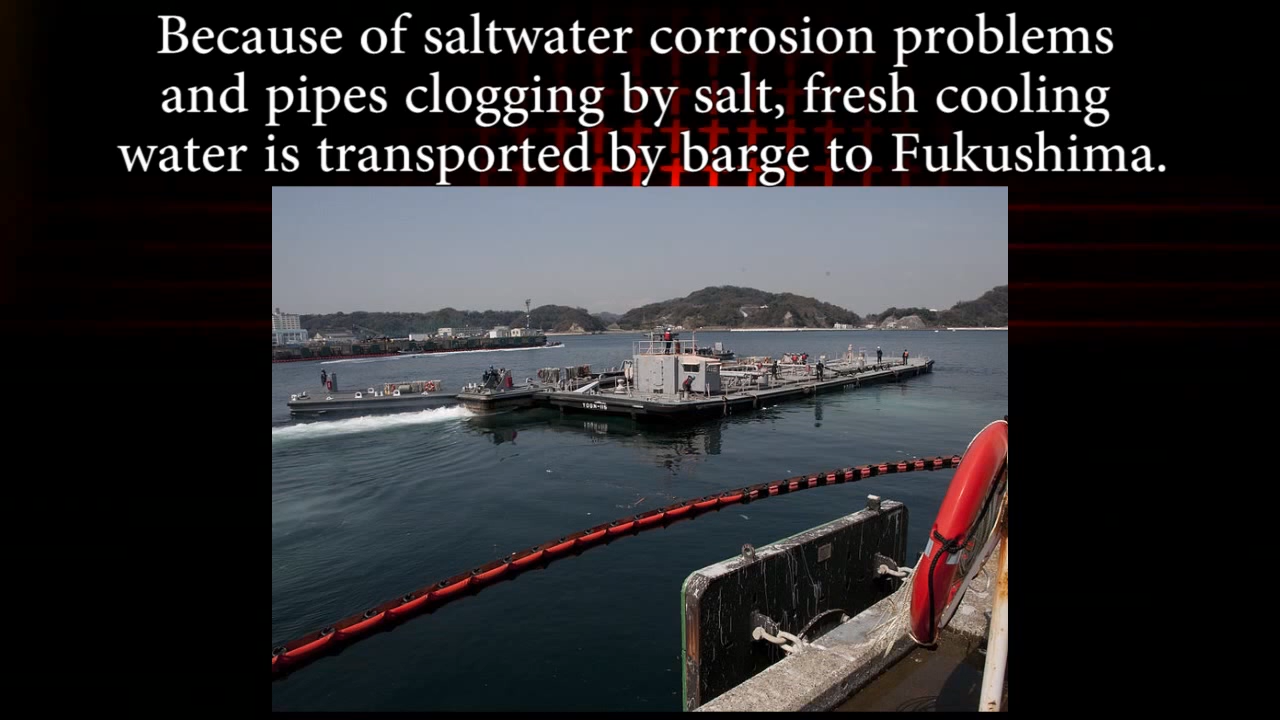 Because of saltwater corrosion problems
and pipes clogging by salt, fresh cooling
water is transported by barge to Fukushima.